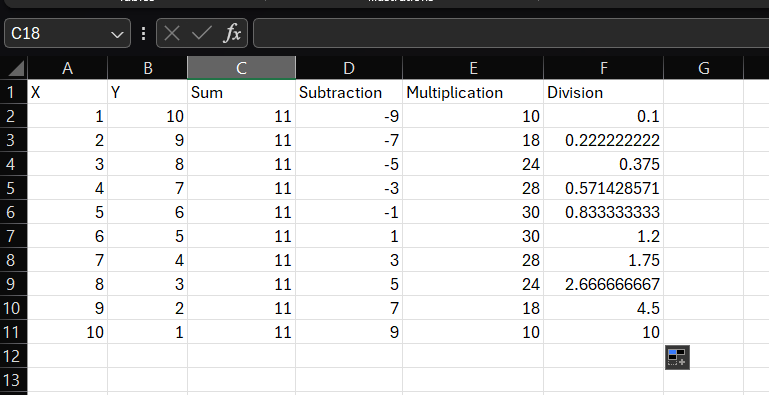 C18 fx
A B C D E F G
1 X Y Sum Subtraction Multiplication Division
2 1 10 11 -9 10 0.1
3 2 9 11 -7 18 0.222222222
4 3 8 11 -5 24 0.375
5 4 7 11 -3 28 0.571428571
6 5 6 11 -1 30 0.833333333
7 6 5 11 1 30 1.2
8 7 4 11 3 28 1.75
9 8 3 11 5 24 2.666666667
10 9 2 11 7 18 4.5
11 10 1 11 9 10 10
12
13